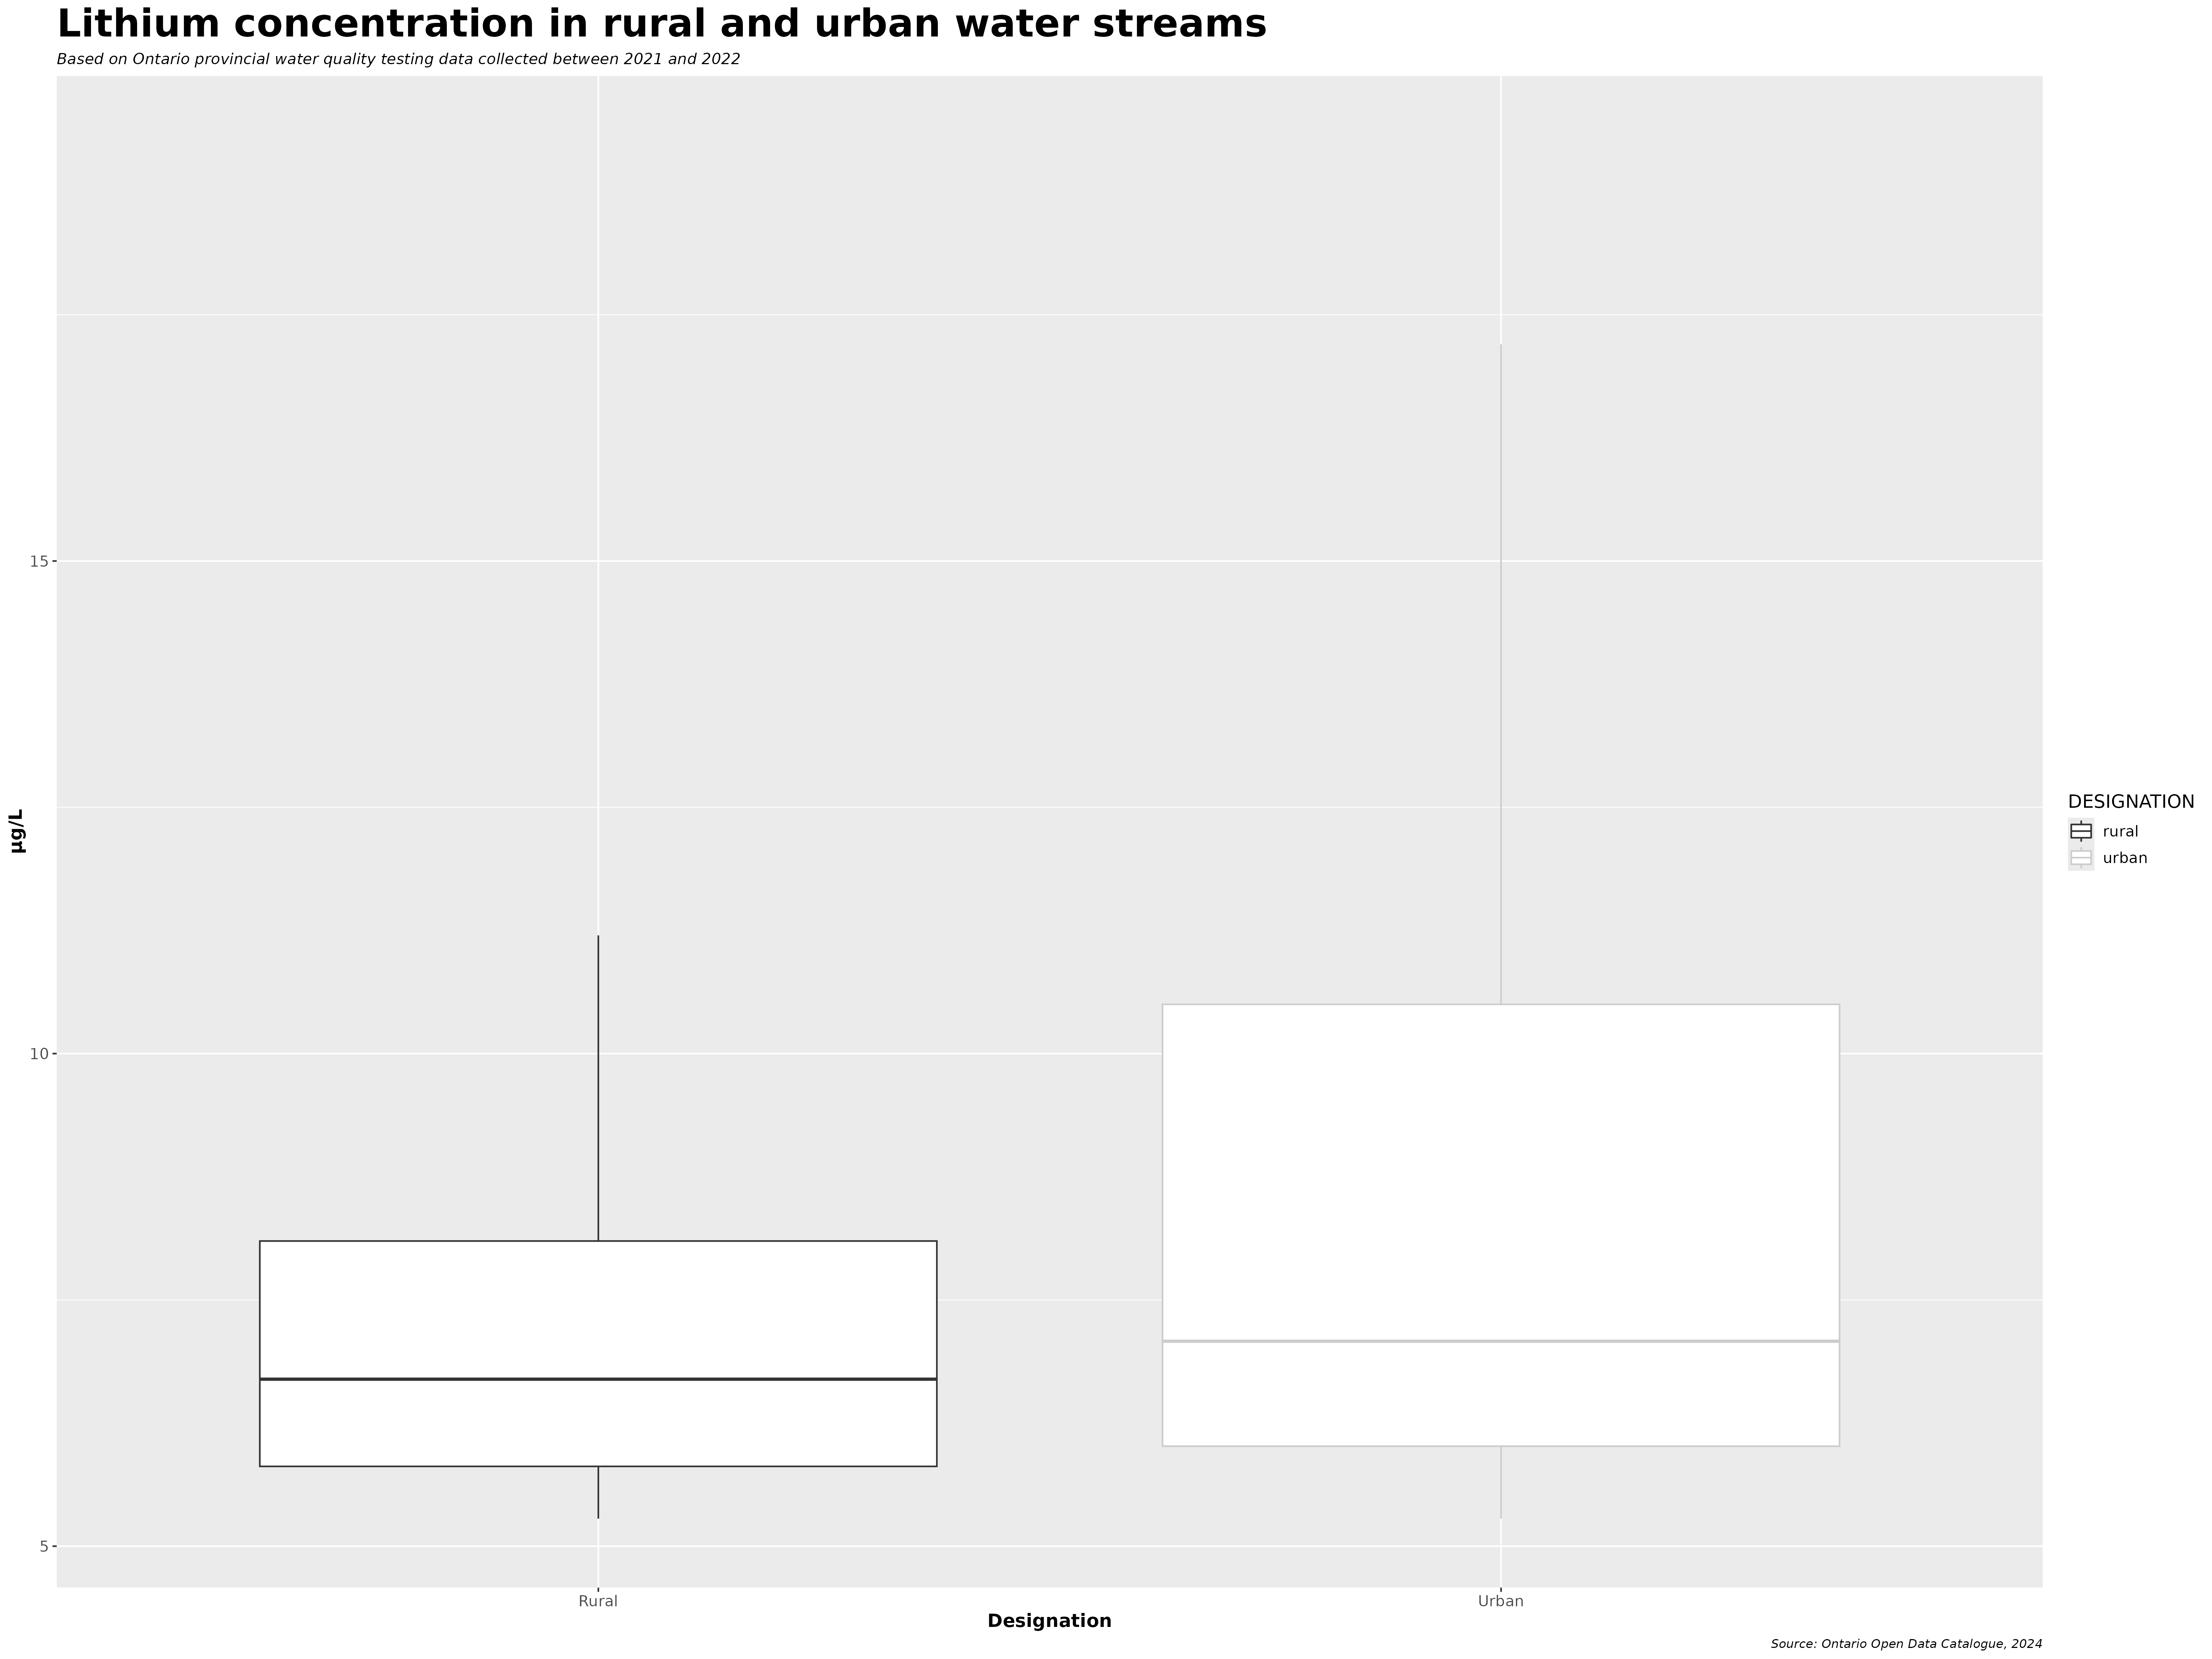 Lithium concentration in rural and urban water streams
Based on Ontario provincial water quality testing data collected between 2021 and 2022
15
10
5
µg/L
Rural
Urban
Designation
DESIGNATION
rural
urban
Source: Ontario Open Data Catalogue, 2024